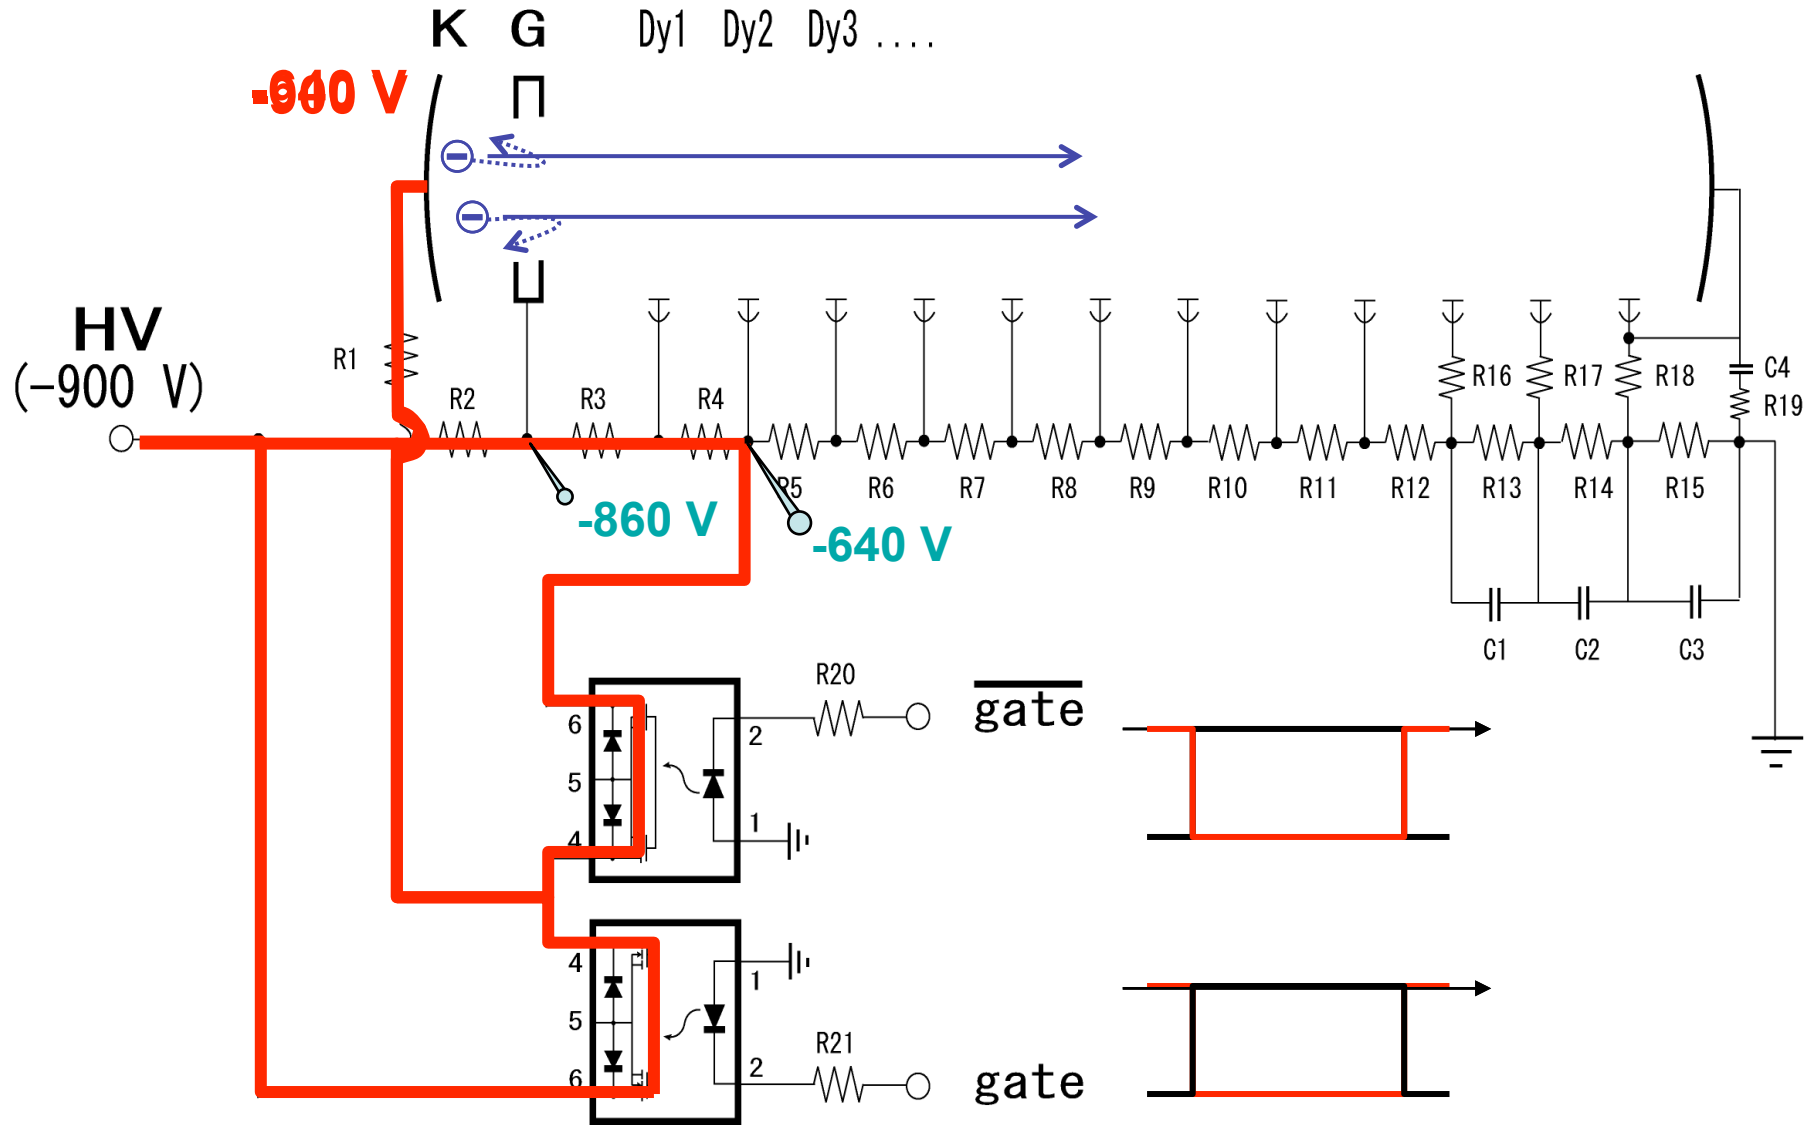 K G Dy1 Dy2 Dy3 ....
HV
(-900 V)
R1
R2
R3
R4
R5
R6
R7
R8
R9
R10
R11
R12
R13
R14
R15
R16
R17
R18
C4
R19
-860 V
-640 V
C1
C2
C3
R20
gate
6
5
4
2
1
4
5
6
1
2
R21
gate